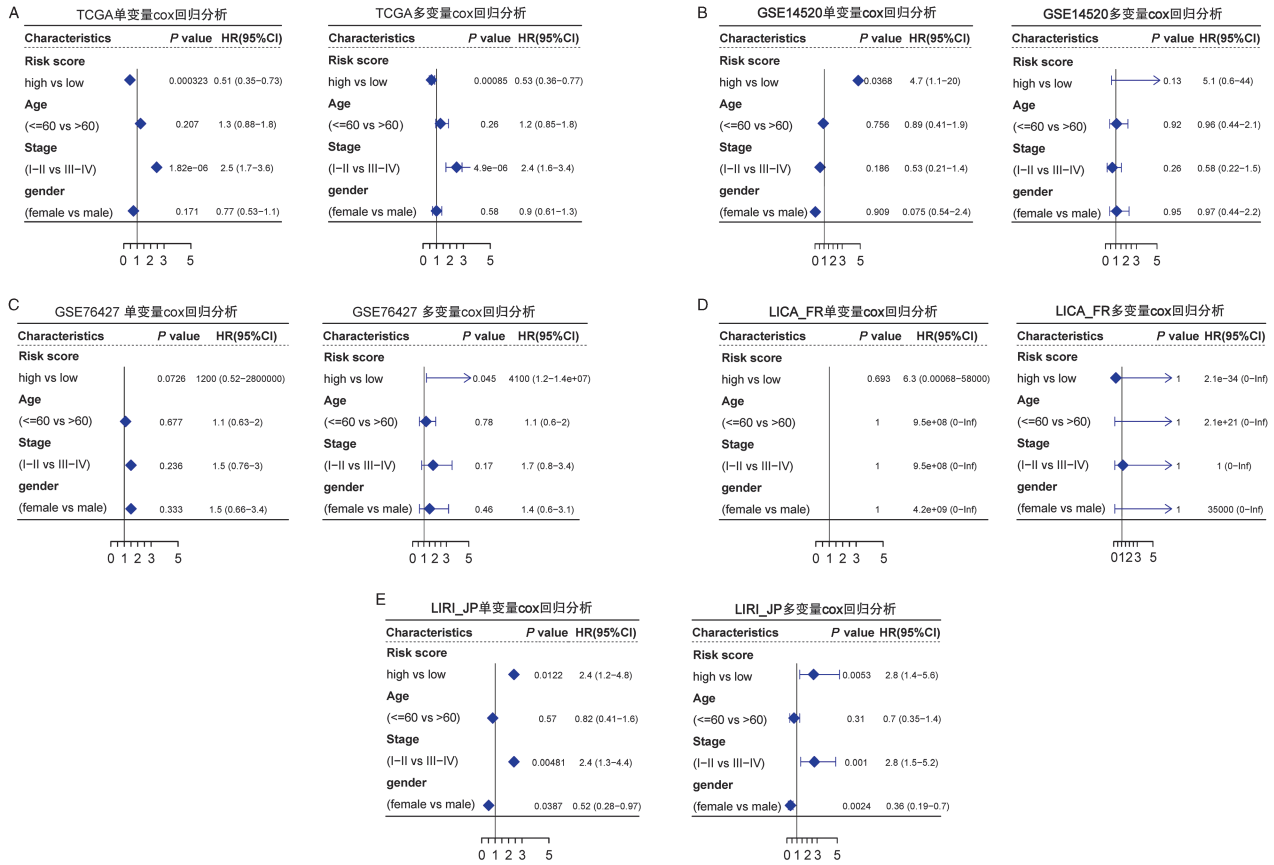 A
TCGA单变量cox回归分析
Characteristics P value HR(95%CI)
Risk score
high vs low 0.000323 0.51 (0.35−0.73)
Age
(<=60 vs >60) 0.207 1.3 (0.88−1.8)
Stage
(I−II vs III−IV) 1.82e−06 2.5 (1.7−3.6)
gender
(female vs male) 0.171 0.77 (0.53−1.1)
0 1 2 3 5
TCGA多变量cox回归分析
Characteristics P value HR(95%CI)
Risk score
high vs low 0.00085 0.53 (0.36−0.77)
Age
(<=60 vs >60) 0.26 1.2 (0.85−1.8)
Stage
(I−II vs III−IV) 4.9e−06 2.4 (1.6−3.4)
gender
(female vs male) 0.58 0.9 (0.61−1.3)
0 1 2 3 5
B
GSE14520单变量cox回归分析
Characteristics P value HR(95%CI)
Risk score
high vs low 0.0368 4.7 (1.1−20)
Age
(<=60 vs >60) 0.756 0.89 (0.41−1.9)
Stage
(I−II vs III−IV) 0.186 0.53 (0.21−1.4)
gender
(female vs male) 0.909 0.075 (0.54−2.4)
0 1 2 3 5
GSE14520多变量cox回归分析
Characteristics P value HR(95%CI)
Risk score
high vs low 0.13 5.1 (0.6−44)
Age
(<=60 vs >60) 0.92 0.96 (0.44−2.1)
Stage
(I−II vs III−IV) 0.26 0.58 (0.22−1.5)
gender
(female vs male) 0.95 0.97 (0.44−2.2)
0 1 2 3 5
C
GSE76427 单变量cox回归分析
Characteristics P value HR(95%CI)
Risk score
high vs low 0.0726 1200 (0.52−2800000)
Age
(<=60 vs >60) 0.677 1.1 (0.63−2)
Stage
(I−II vs III−IV) 0.236 1.5 (0.76−3)
gender
(female vs male) 0.333 1.5 (0.66−3.4)
0 1 2 3 5
GSE76427 多变量cox回归分析
Characteristics P value HR(95%CI)
Risk score
high vs low 0.045 4100 (1.2−1.4e+07)
Age
(<=60 vs >60) 0.78 1.1 (0.6−2)
Stage
(I−II vs III−IV) 0.17 1.7 (0.8−3.4)
gender
(female vs male) 0.46 1.4 (0.6−3.1)
0 1 2 3 5
D
LICA_FR单变量cox回归分析
Characteristics P value HR(95%CI)
Risk score
high vs low 0.693 6.3 (0.00068−58000)
Age
(<=60 vs >60) 1 9.5e+08 (0−Inf)
Stage
(I−II vs III−IV) 1 9.5e+08 (0−Inf)
gender
(female vs male) 1 4.2e+09 (0−Inf)
0 1 2 3 5
LICA_FR多变量cox回归分析
Characteristics P value HR(95%CI)
Risk score
high vs low 1 2.1e−34 (0−Inf)
Age
(<=60 vs >60) 1 2.1e+21 (0−Inf)
Stage
(I−II vs III−IV) 1 1 (0−Inf)
gender
(female vs male) 1 35000 (0−Inf)
0 1 2 3 5
E
LIRI_JP单变量cox回归分析
Characteristics P value HR(95%CI)
Risk score
high vs low 0.0122 2.4 (1.2−4.8)
Age
(<=60 vs >60) 0.57 0.82 (0.41−1.6)
Stage
(I−II vs III−IV) 0.00481 2.4 (1.3−4.4)
gender
(female vs male) 0.0387 0.52 (0.28−0.97)
0 1 2 3 5
LIRI_JP多变量cox回归分析
Characteristics P value HR(95%CI)
Risk score
high vs low 0.0053 2.8 (1.4−5.6)
Age
(<=60 vs >60) 0.31 0.7 (0.35−1.4)
Stage
(I−II vs III−IV) 0.001 2.8 (1.5−5.2)
gender
(female vs male) 0.0024 0.36 (0.19−0.7)
0 1 2 3 5